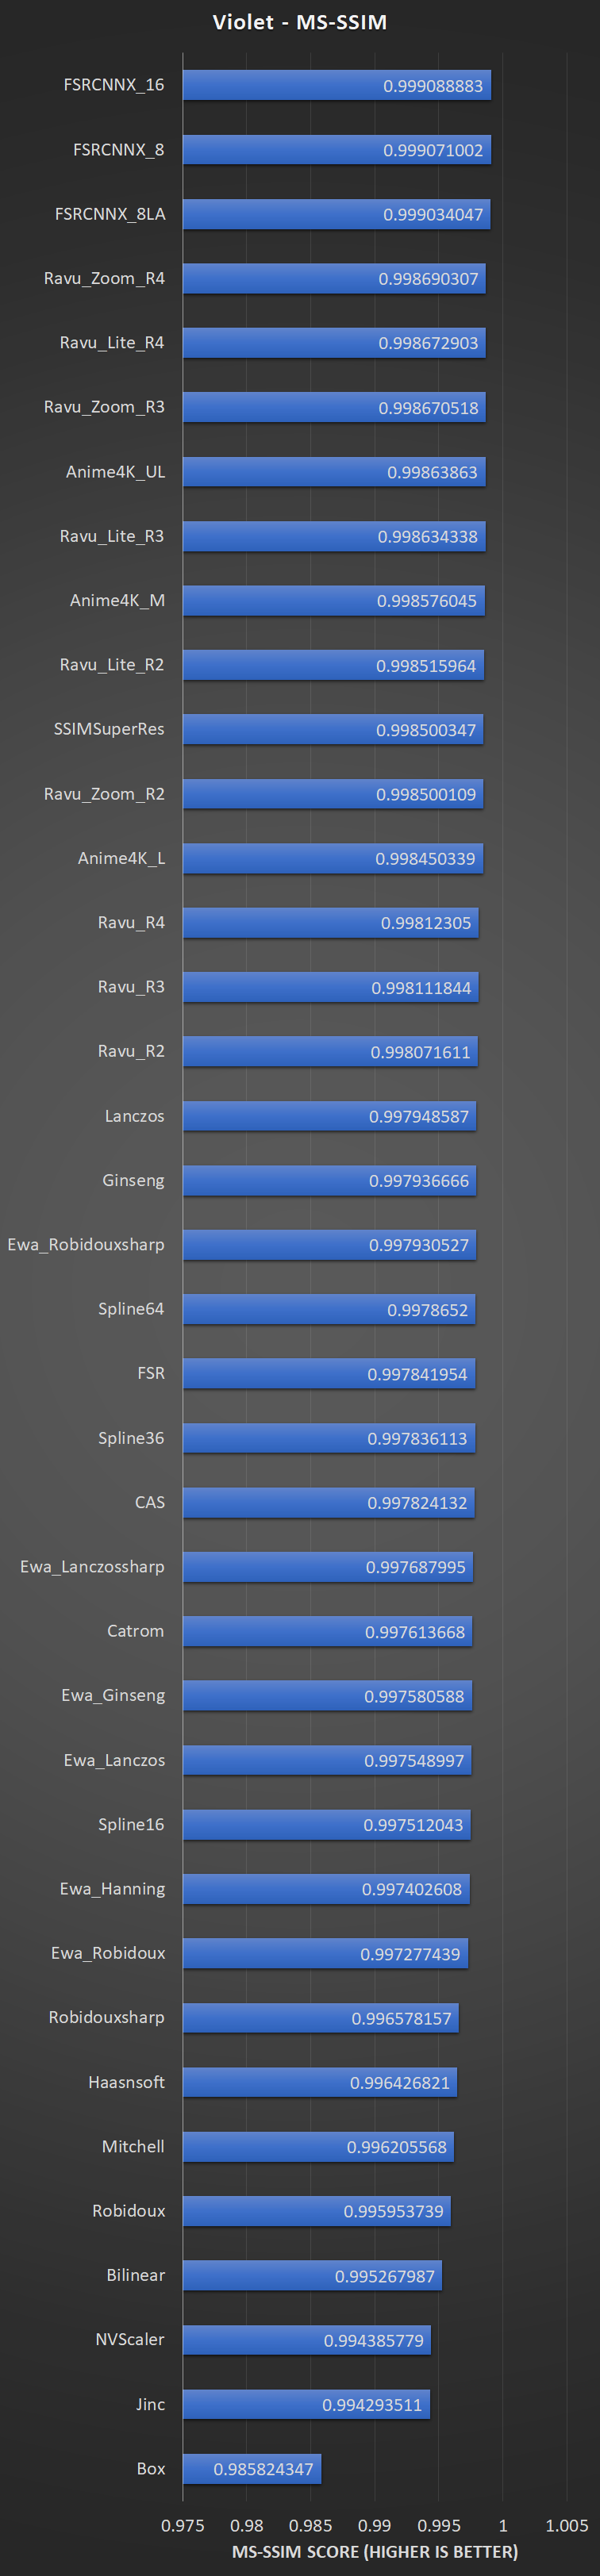 Violet - MS-SSIM
FSRCNNX_16 0.999088883
FSRCNNX_8 0.999071002
FSRCNNX_8LA 0.999034047
Ravu_Zoom_R4 0.998690307
Ravu_Lite_R4 0.998672903
Ravu_Zoom_R3 0.998670518
Anime4K_UL 0.99863863
Ravu_Lite_R3 0.998634338
Anime4K_M 0.998576045
Ravu_Lite_R2 0.998515964
SSIMSuperRes 0.998500347
Ravu_Zoom_R2 0.998500109
Anime4K_L 0.998450339
Ravu_R4 0.99812305
Ravu_R3 0.998111844
Ravu_R2 0.998071611
Lanczos 0.997948587
Ginseng 0.997936666
Ewa_Robidouxsharp 0.997930527
Spline64 0.9978652
FSR 0.997841954
Spline36 0.997836113
CAS 0.997824132
Ewa_Lanczossharp 0.997687995
Catrom 0.997613668
Ewa_Ginseng 0.997580588
Ewa_Lanczos 0.997548997
Spline16 0.997512043
Ewa_Hanning 0.997402608
Ewa_Robidoux 0.997277439
Robidouxsharp 0.996578157
Haasnsoft 0.996426821
Mitchell 0.996205568
Robidoux 0.995953739
Bilinear 0.995267987
NVScaler 0.994385779
Jinc 0.994293511
Box 0.985824347
0.975 0.98 0.985 0.99 0.995 1 1.005
MS-SSIM SCORE (HIGHER IS BETTER)